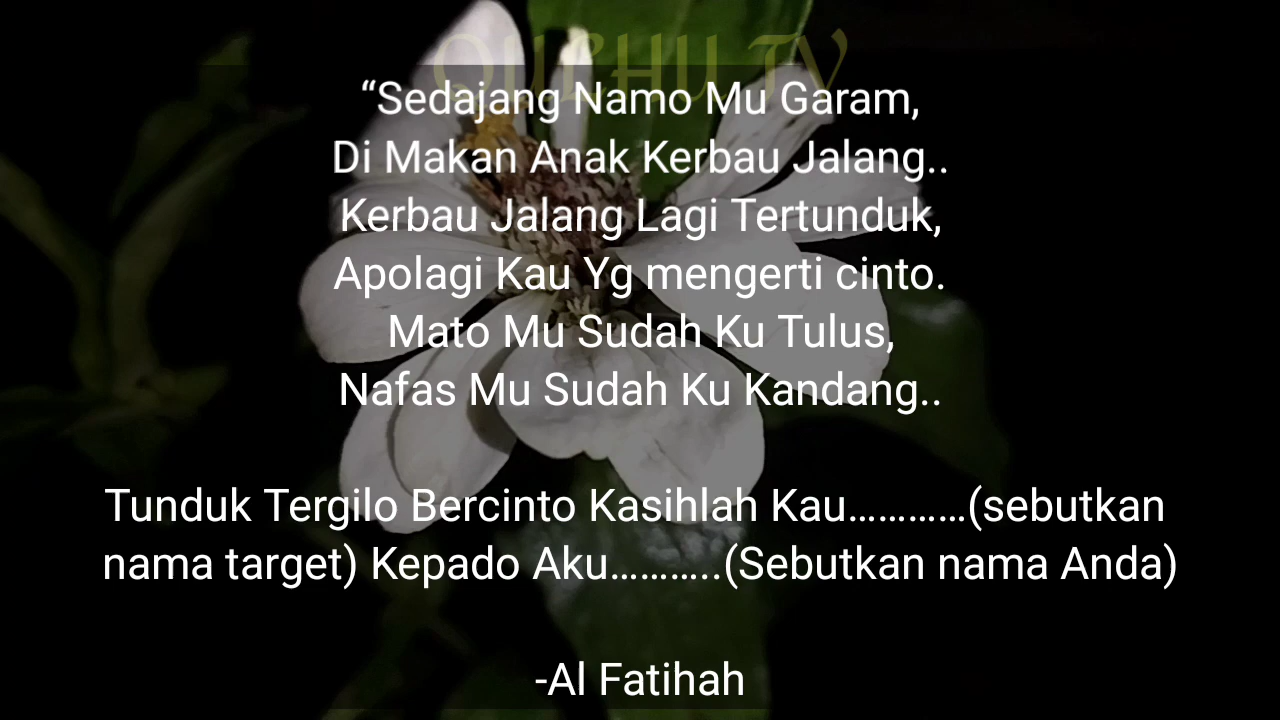 QULHU TV
“Sedajang Namo Mu Garam,
Di Makan Anak Kerbau Jalang..
Kerbau Jalang Lagi Tertunduk,
Apolagi Kau Yg mengerti cinto.
Mato Mu Sudah Ku Tulus,
Nafas Mu Sudah Ku Kandang..
Tunduk Tergilo Bercinto Kasihlah Kau............(sebutkan
nama target) Kepado Aku...........(Sebutkan nama Anda)
-Al Fatihah